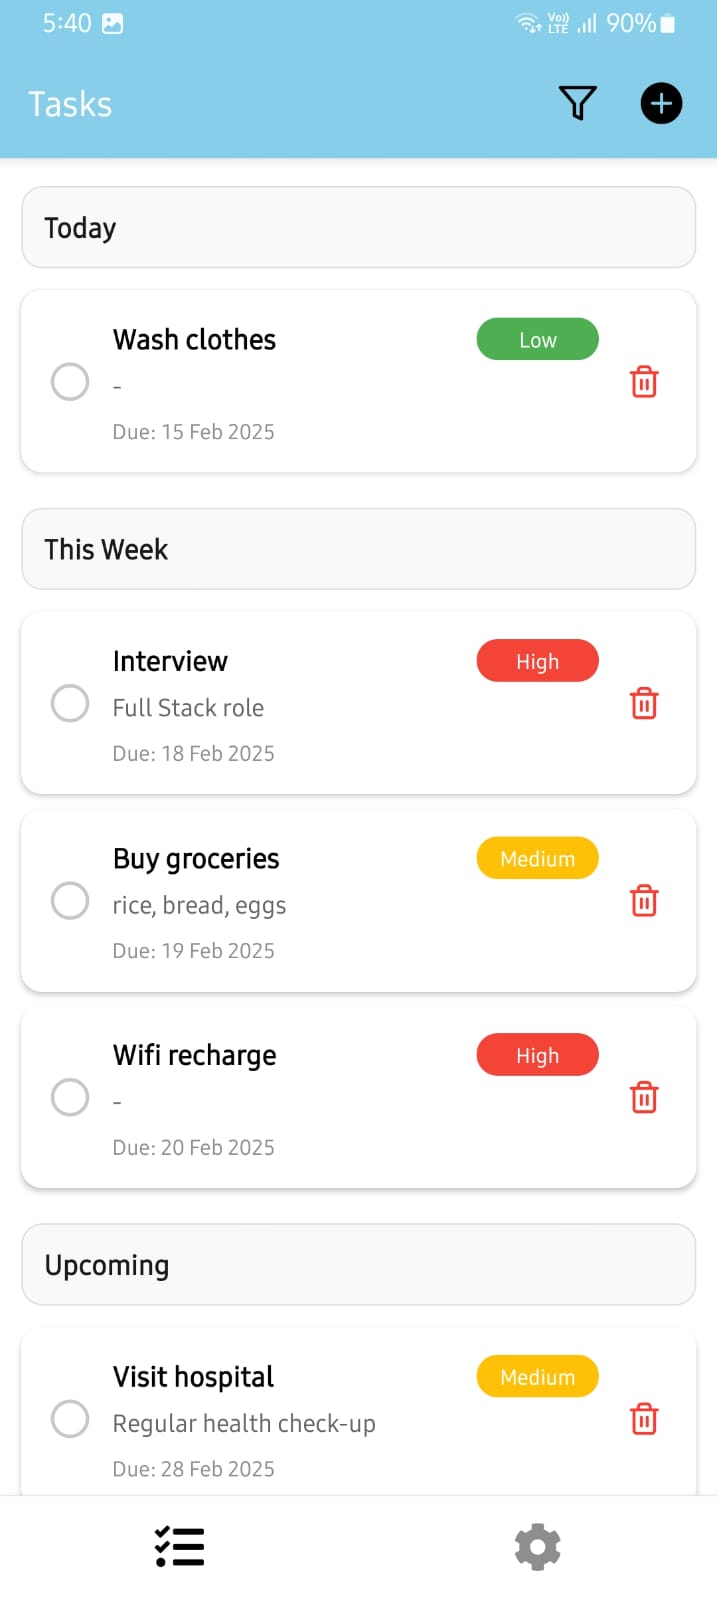 5:40 Vo)) LTE 90%
Tasks
Today
Wash clothes Low
-
Due: 15 Feb 2025
This Week
Interview High
Full Stack role
Due: 18 Feb 2025
Buy groceries Medium
rice, bread, eggs
Due: 19 Feb 2025
Wifi recharge High
-
Due: 20 Feb 2025
Upcoming
Visit hospital Medium
Regular health check-up
Due: 28 Feb 2025